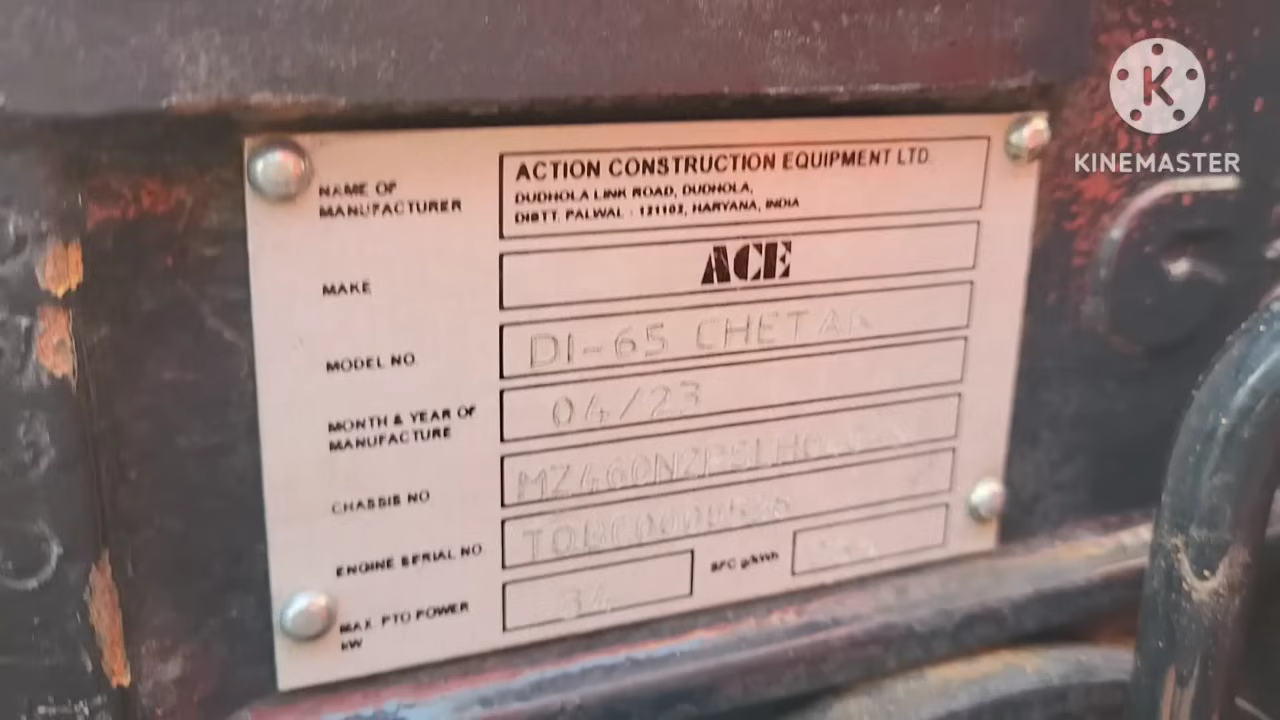 NAME OF
MANUFACTURER
ACTION CONSTRUCTION EQUIPMENT LTD.
DUDHOLA LINK ROAD, DUDHOLA,
DISTT. PALWAL : 121102, HARYANA, INDIA
MAKE
ACE
MODEL NO
DI-65 CHETAK
MONTH & YEAR OF
MANUFACTURE
04/23
CHASSIS NO
ENGINE SERIAL NO
MAX. PTO POWER
kW
34
SFC g/kWh
K
KINEMASTER